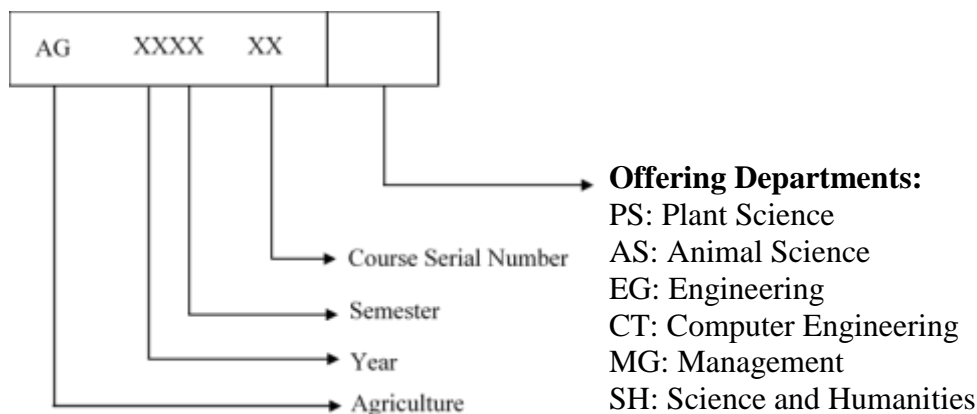 AG XXXX XX
Offering Departments:
PS: Plant Science
AS: Animal Science
EG: Engineering
CT: Computer Engineering
MG: Management
SH: Science and Humanities
Course Serial Number
Semester
Year
Agriculture